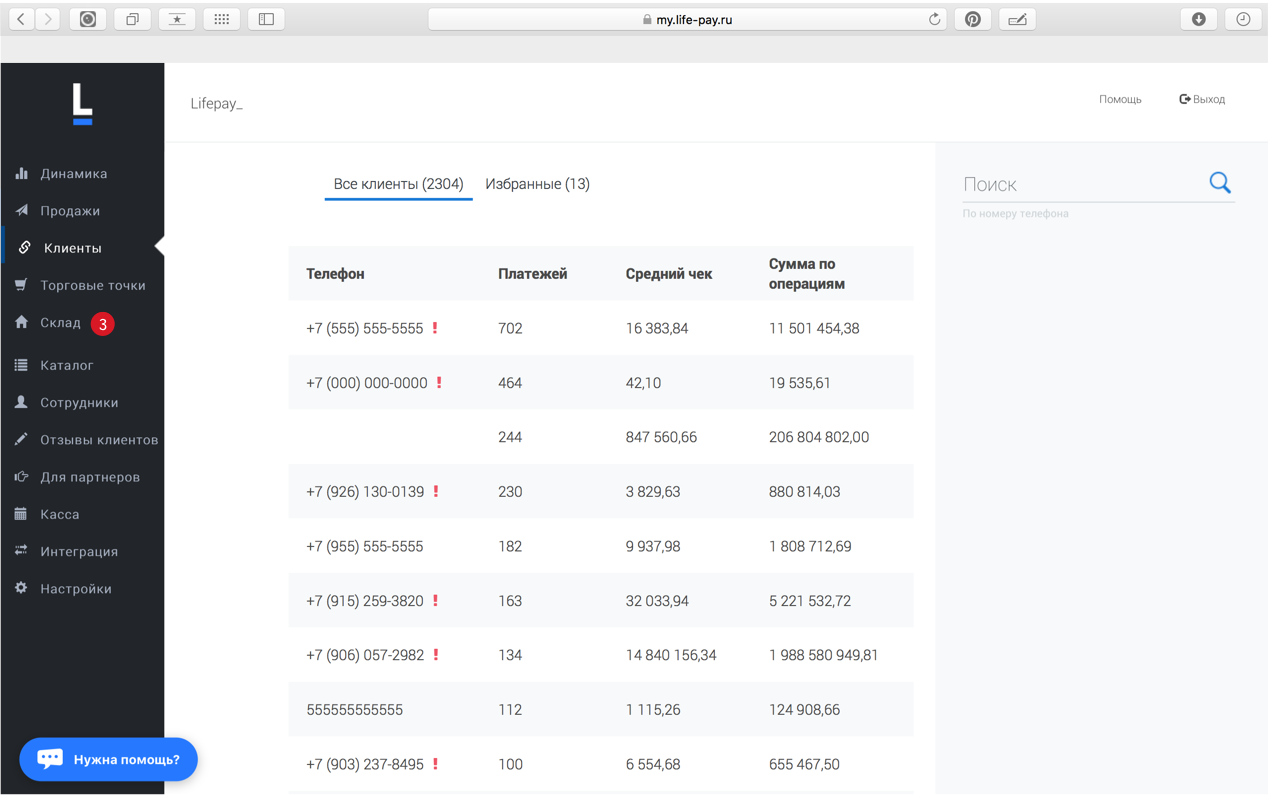 my.life-pay.ru
L
Lifepay_
Помощь
Выход
Динамика
Продажи
Клиенты
Торговые точки
Склад 3
Каталог
Сотрудники
Отзывы клиентов
Для партнеров
Касса
Интеграция
Настройки
Нужна помощь?
Все клиенты (2304) Избранные (13)
Телефон Платежей Средний чек Сумма по
операциям
+7 (555) 555-5555 ! 702 16 383,84 11 501 454,38
+7 (000) 000-0000 ! 464 42,10 19 535,61
244 847 560,66 206 804 802,00
+7 (926) 130-0139 ! 230 3 829,63 880 814,03
+7 (955) 555-5555 182 9 937,98 1 808 712,69
+7 (915) 259-3820 ! 163 32 033,94 5 221 532,72
+7 (906) 057-2982 ! 134 14 840 156,34 1 988 580 949,81
555555555555 112 1 115,26 124 908,66
+7 (903) 237-8495 ! 100 6 554,68 655 467,50
Поиск
По номеру телефона